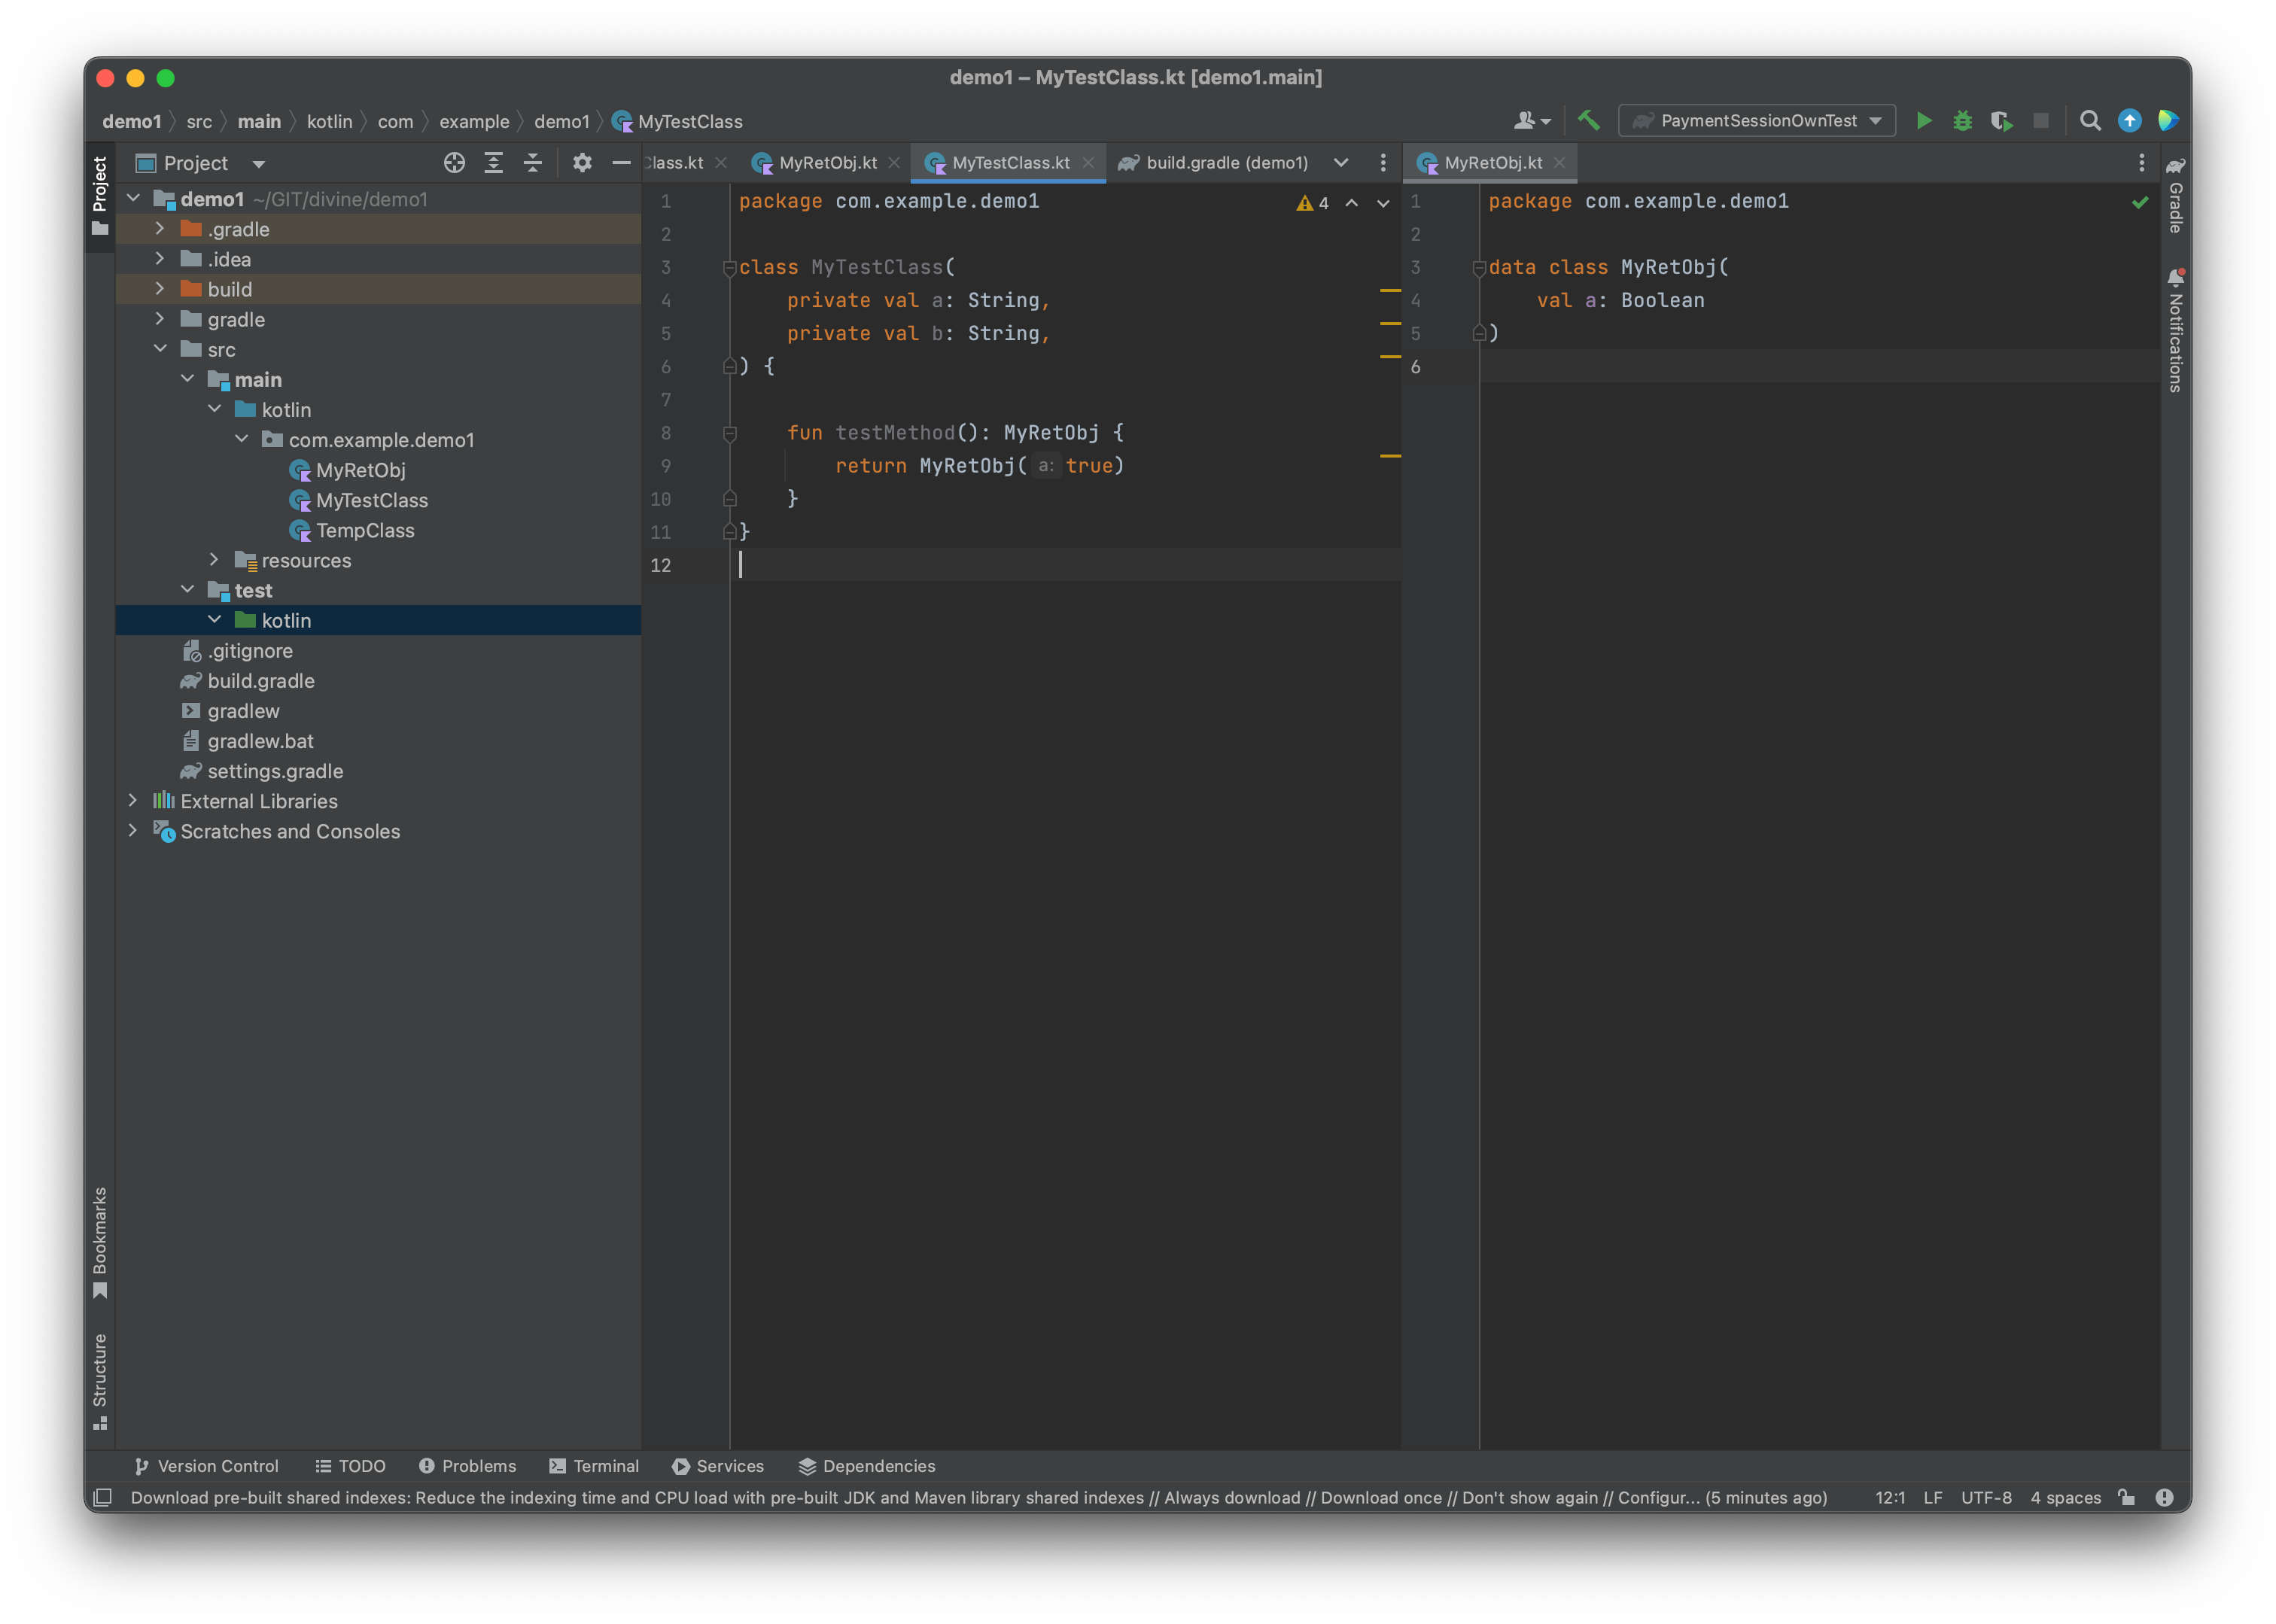 demo1 – MyTestClass.kt [demo1.main]
demo1 src main kotlin com example demo1 MyTestClass
PaymentSessionOwnTest
Project
Project
Bookmarks
Structure
demo1 ~/GIT/divine/demo1
.gradle
.idea
build
gradle
src
main
kotlin
com.example.demo1
MyRetObj
MyTestClass
TempClass
resources
test
kotlin
.gitignore
build.gradle
gradlew
gradlew.bat
settings.gradle
External Libraries
Scratches and Consoles
lass.kt MyRetObj.kt MyTestClass.kt build.gradle (demo1)
4
1 package com.example.demo1
2
3 class MyTestClass(
4 private val a: String,
5 private val b: String,
6 ) {
7
8 fun testMethod(): MyRetObj {
9 return MyRetObj( a: true)
10 }
11 }
12
MyRetObj.kt
1 package com.example.demo1
2
3 data class MyRetObj(
4 val a: Boolean
5 )
6
Gradle
Notifications
Version Control TODO Problems Terminal Services Dependencies
Download pre-built shared indexes: Reduce the indexing time and CPU load with pre-built JDK and Maven library shared indexes // Always download // Download once // Don't show again // Configur... (5 minutes ago) 12:1 LF UTF-8 4 spaces